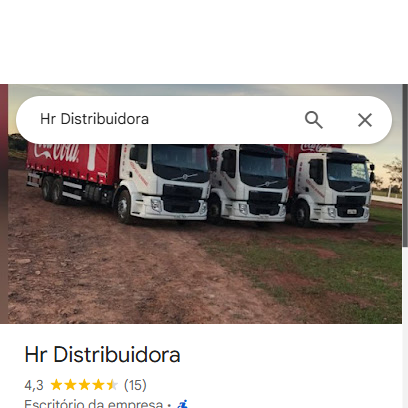 Hr Distribuidora
Coca-Cola
Hr Distribuidora
4,3 (15)
Escritório da empresa ·